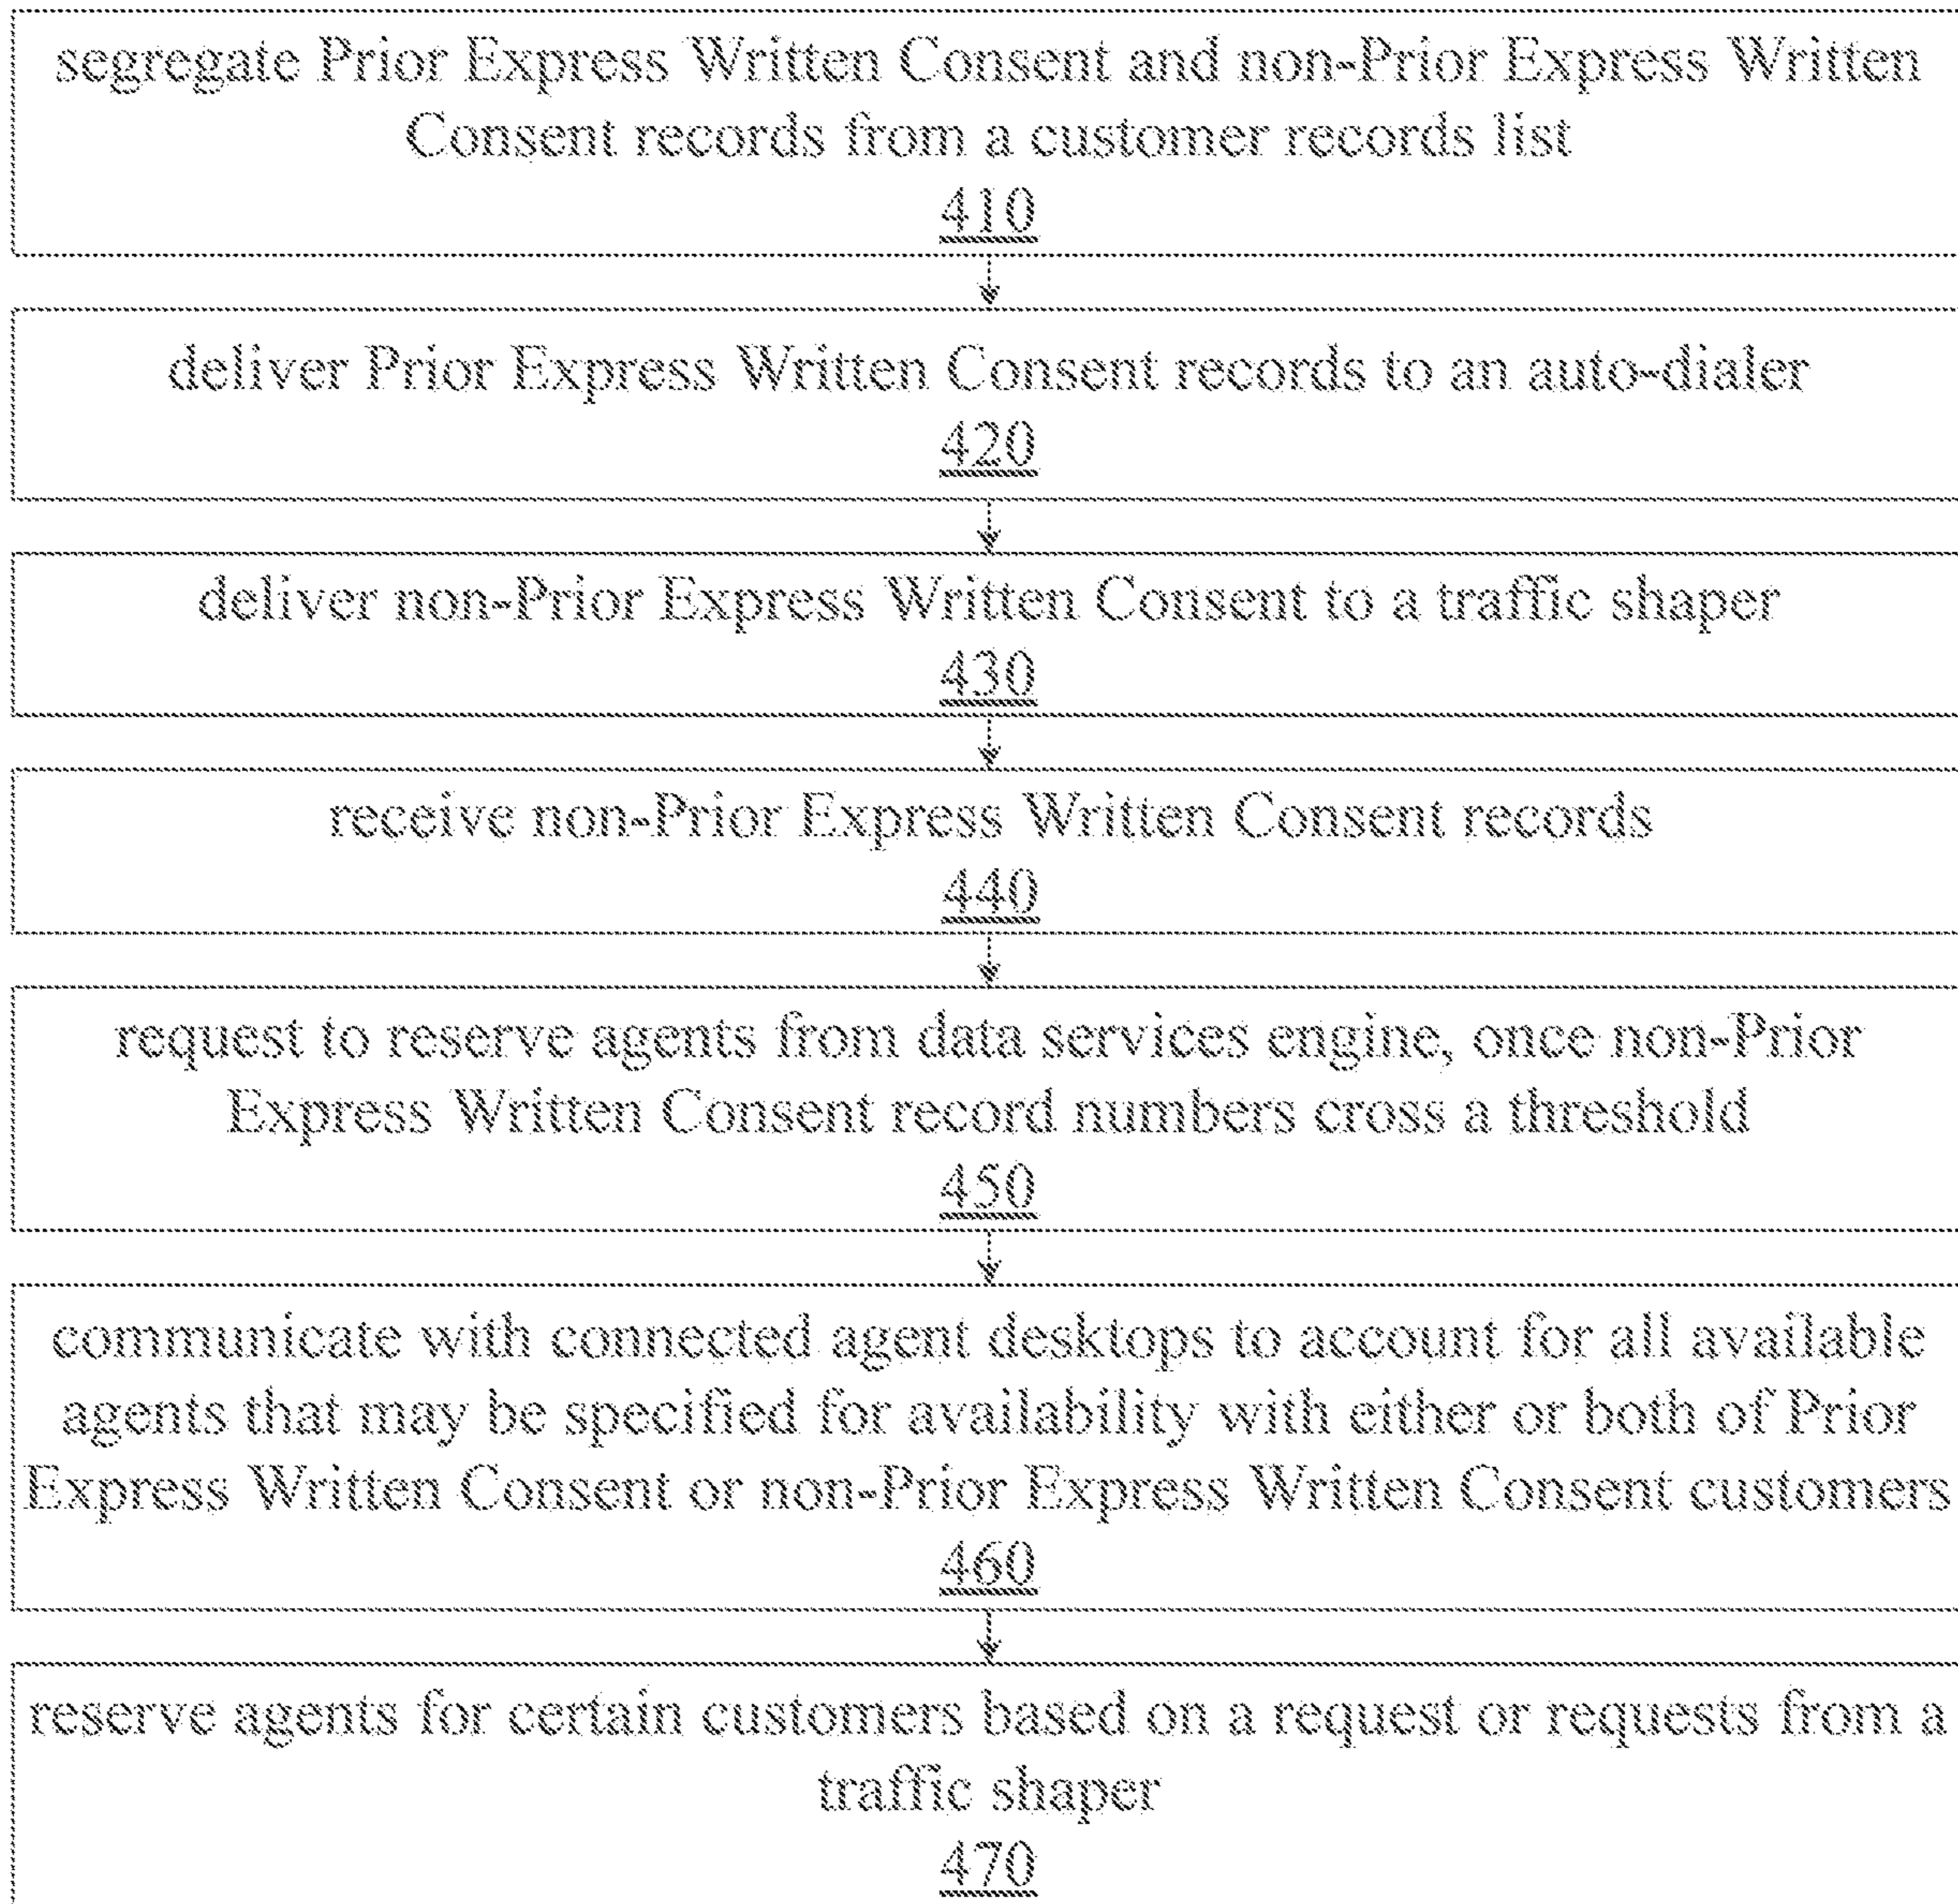 segregate Prior Express Written Consent and non-Prior Express Written
Consent records from a customer records list
410
deliver Prior Express Written Consent records to an auto-dialer
420
deliver non-Prior Express Written Consent to a traffic shaper
430
receive non-Prior Express Written Consent records
440
request to reserve agents from data services engine, once non-Prior
Express Written Consent record numbers cross a threshold
450
communicate with connected agent desktops to account for all available
agents that may be specified for availability with either or both of Prior
Express Written Consent or non-Prior Express Written Consent customers
460
reserve agents for certain customers based on a request or requests from a
traffic shaper
470